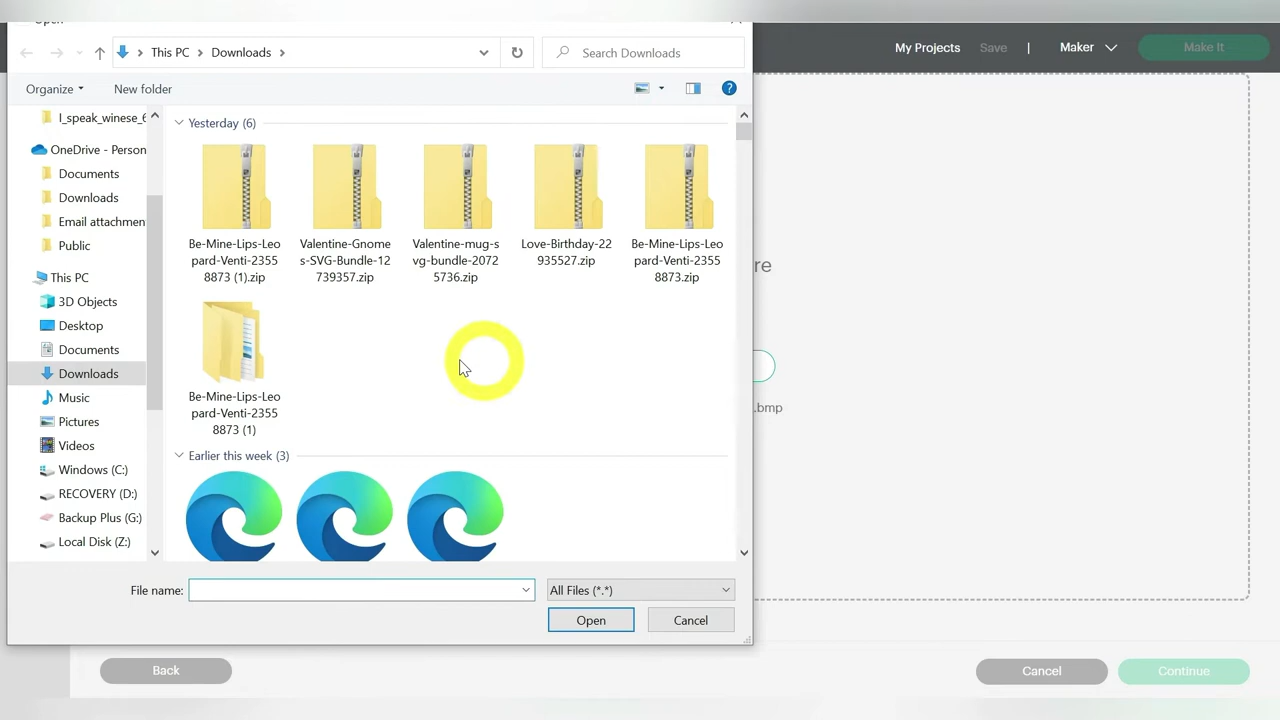 Open
My Projects
Save
|
Maker
Make It
This PC
Downloads
Search Downloads
Organize
New folder
?
I_speak_winese_6
OneDrive - Person
Documents
Downloads
Email attachmen
Public
This PC
3D Objects
Desktop
Documents
Downloads
Music
Pictures
Videos
Windows (C:)
RECOVERY (D:)
Backup Plus (G:)
Local Disk (Z:)
Yesterday (6)
Be-Mine-Lips-Leo
pard-Venti-2355
8873 (1).zip
Valentine-Gnome
s-SVG-Bundle-12
739357.zip
Valentine-mug-s
vg-bundle-2072
5736.zip
Love-Birthday-22
935527.zip
Be-Mine-Lips-Leo
pard-Venti-2355
8873.zip
Be-Mine-Lips-Leo
pard-Venti-2355
8873 (1)
Earlier this week (3)
re
.bmp
File name:
All Files (*.*)
Open
Cancel
Back
Cancel
Continue